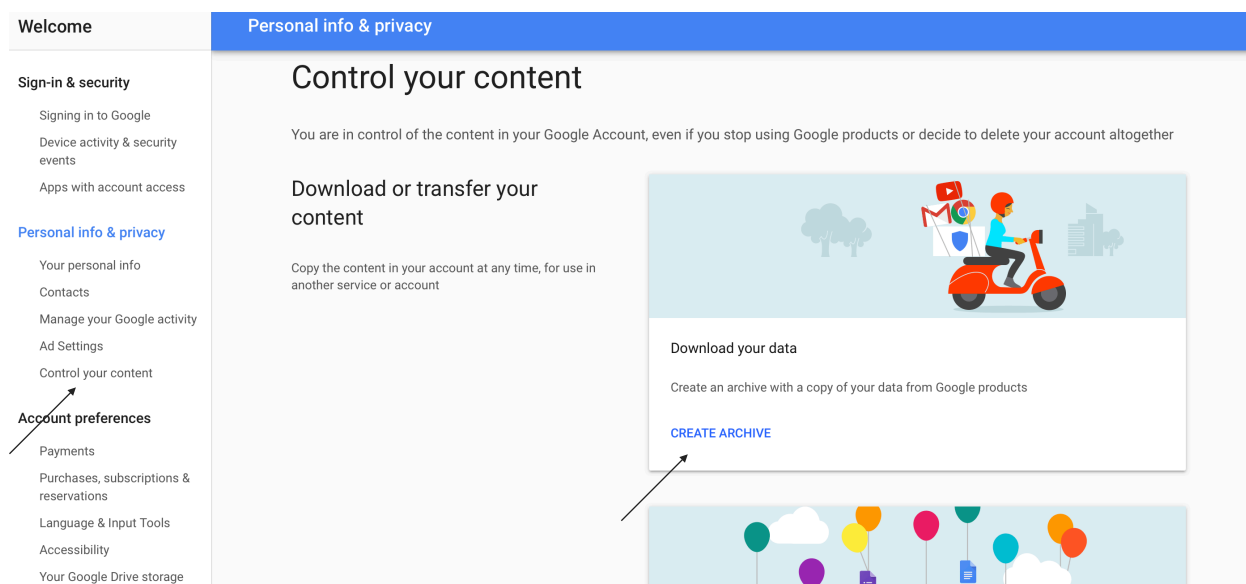 Welcome
Personal info & privacy
Sign-in & security
Signing in to Google
Device activity & security
events
Apps with account access
Personal info & privacy
Your personal info
Contacts
Manage your Google activity
Ad Settings
Control your content
Account preferences
Payments
Purchases, subscriptions &
reservations
Language & Input Tools
Accessibility
Your Google Drive storage
Control your content
You are in control of the content in your Google Account, even if you stop using Google products or decide to delete your account altogether
Download or transfer your
content
Copy the content in your account at any time, for use in
another service or account
Download your data
Create an archive with a copy of your data from Google products
CREATE ARCHIVE